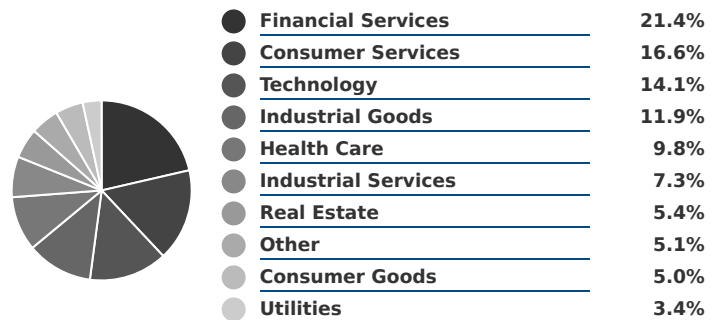 Financial Services 21.4%
Consumer Services 16.6%
Technology 14.1%
Industrial Goods 11.9%
Health Care 9.8%
Industrial Services 7.3%
Real Estate 5.4%
Other 5.1%
Consumer Goods 5.0%
Utilities 3.4%